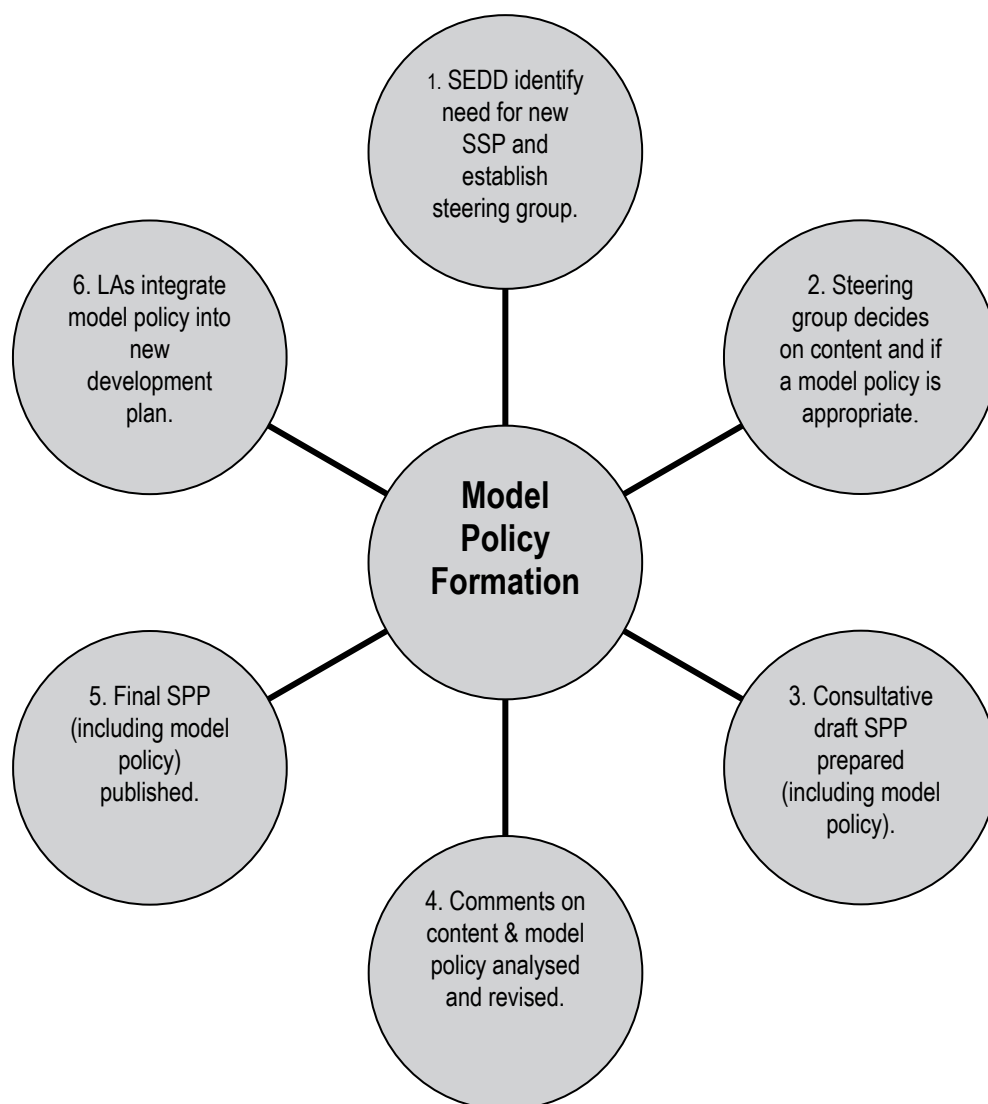 1. SEDD identify
need for new
SSP and
establish
steering group.
2. Steering
group decides
on content and if
a model policy is
appropriate.
3. Consultative
draft SPP
prepared
(including model
policy).
4. Comments on
content & model
policy analysed
and revised.
5. Final SPP
(including model
policy)
published.
6. LAs integrate
model policy into
new
development
plan.
Model
Policy
Formation